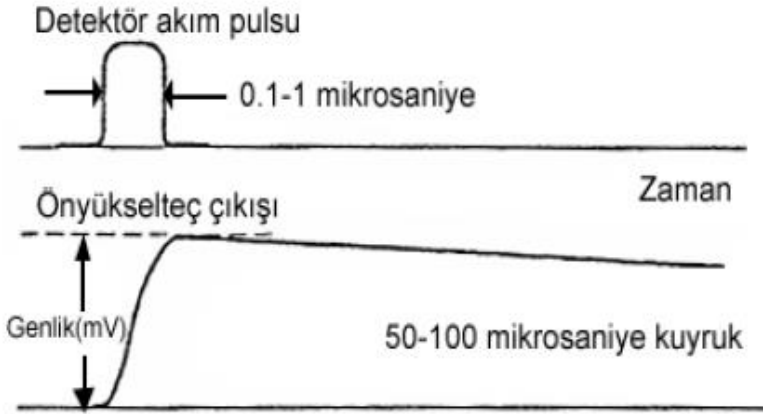 Detektör akım pulsu
0.1-1 mikrosaniye
Zaman
Önyükselteç çıkışı
Genlik(mV)
50-100 mikrosaniye kuyruk